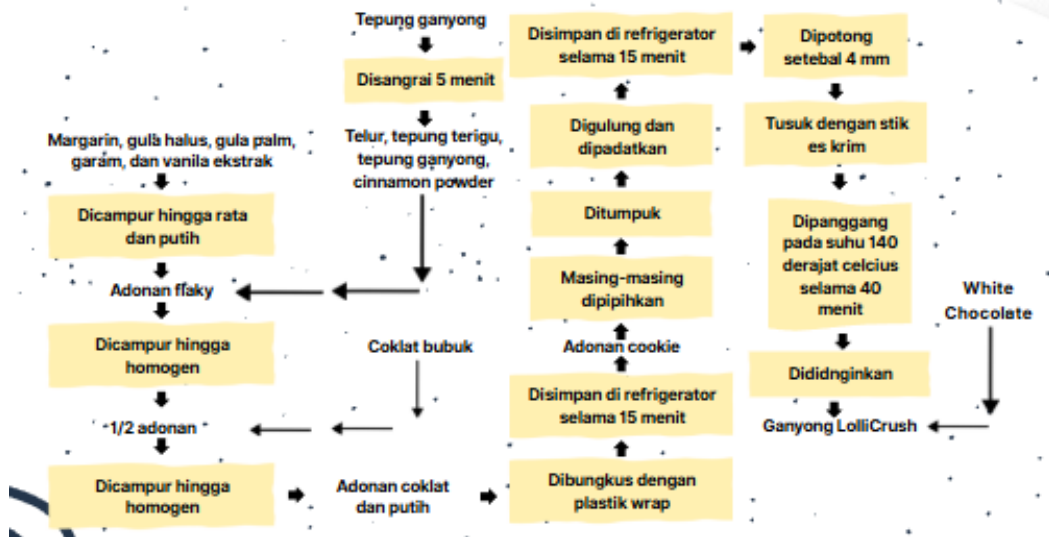 Tepung ganyong
Disangrai 5 menit
Telur, tepung terigu,
tepung ganyong,
cinnamon powder
Margarin, gula halus, gula palm,
garam, dan vanila ekstrak
Dicampur hingga rata
dan putih
Adonan flaky
Dicampur hingga
homogen
Coklat bubuk
1/2 adonan
Dicampur hingga
homogen
Adonan coklat
dan putih
Dibungkus dengan
plastik wrap
Disimpan di refrigerator
selama 15 menit
Adonan cookie
Masing-masing
dipipihkan
Ditumpuk
Digulung dan
dipadatkan
Disimpan di refrigerator
selama 15 menit
Dipotong
setebal 4 mm
Tusuk dengan stik
es krim
Dipanggang
pada suhu 140
derajat celcius
selama 40
menit
Dididnginkan
White
Chocolate
Ganyong LolliCrush